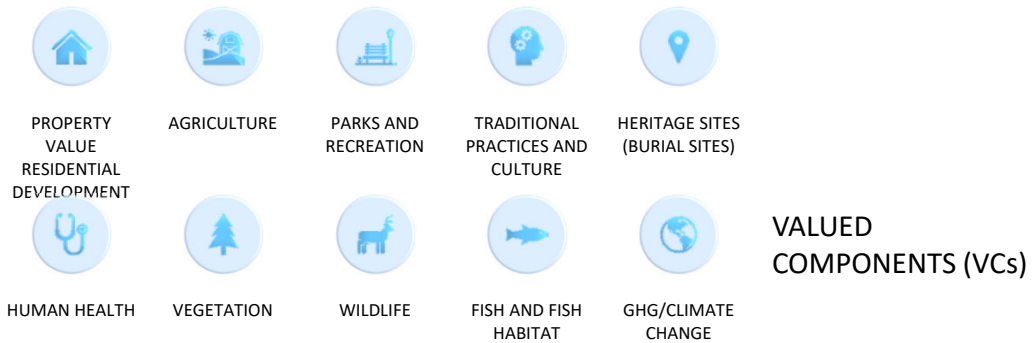 PROPERTY
VALUE
RESIDENTIAL
DEVELOPMENT
AGRICULTURE
PARKS AND
RECREATION
TRADITIONAL
PRACTICES AND
CULTURE
HERITAGE SITES
(BURIAL SITES)
HUMAN HEALTH
VEGETATION
WILDLIFE
FISH AND FISH
HABITAT
GHG/CLIMATE
CHANGE
VALUED
COMPONENTS (VCs)